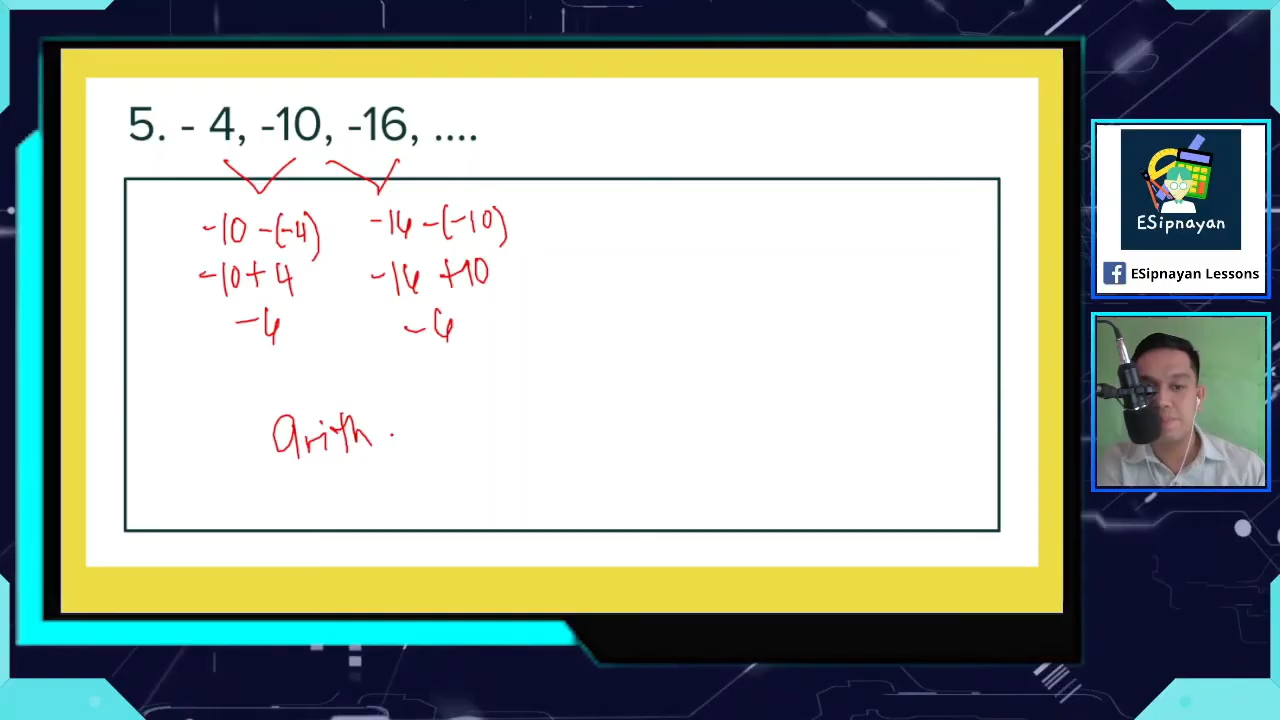 5. - 4, -10, -16, ....
-10 -(-4) -16 -(-10)
-10 + 4 -16 +10
-6 -6
arith.
ESipnayan
ESipnayan Lessons